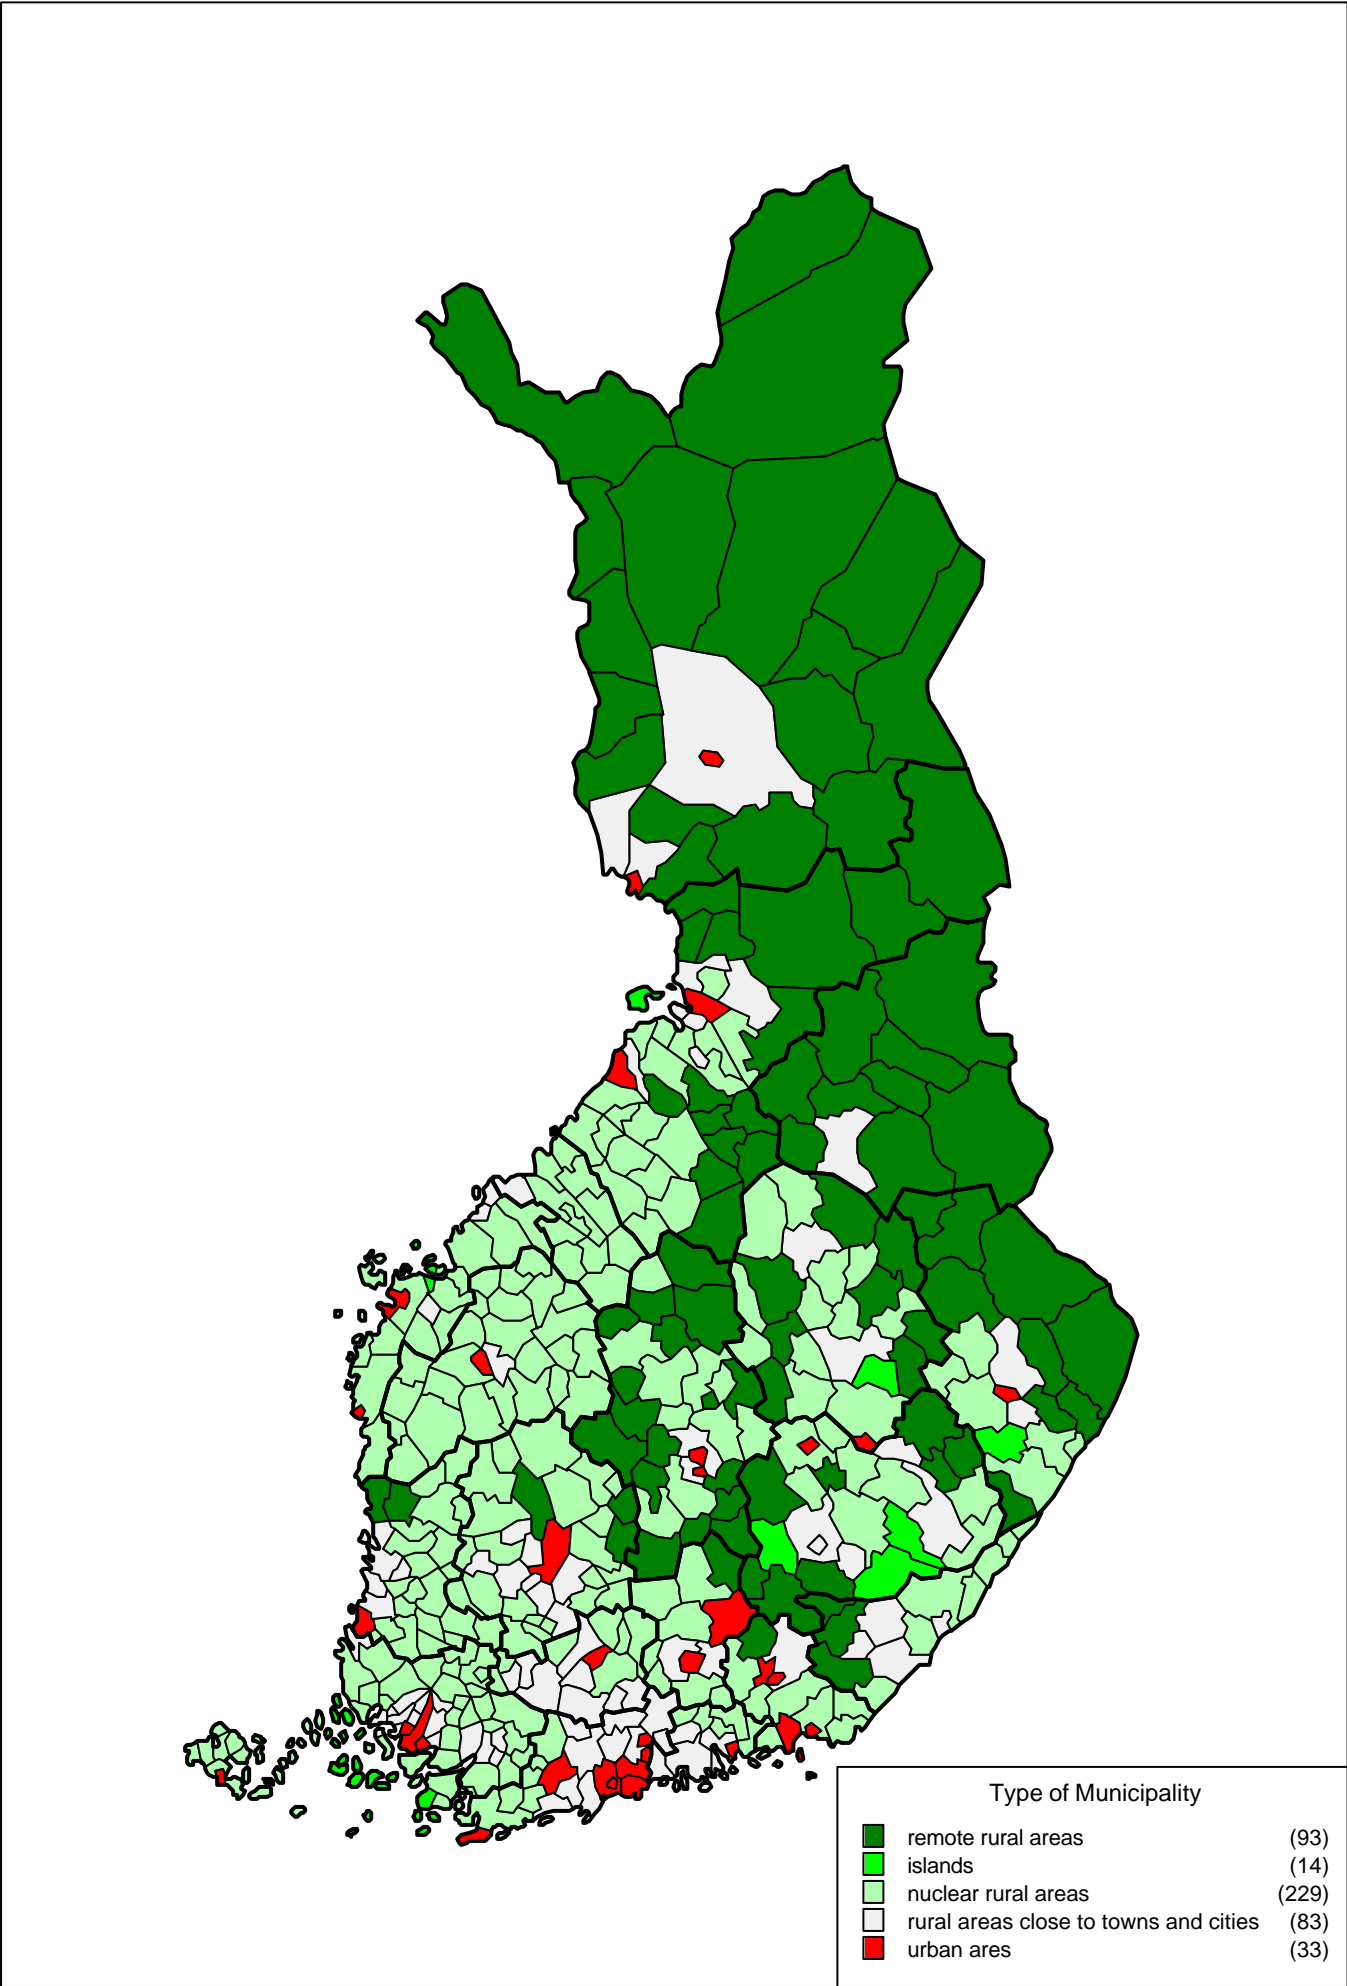 Type of Municipality
remote rural areas (93)
islands (14)
nuclear rural areas (229)
rural areas close to towns and cities (83)
urban ares (33)